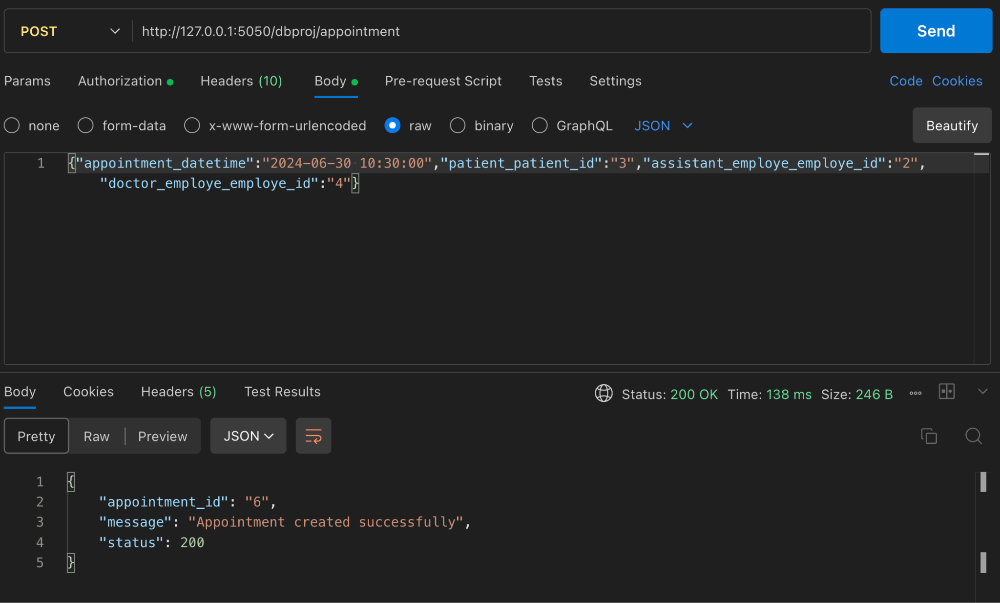 POST http://127.0.0.1:5050/dbproj/appointment Send
Params Authorization Headers (10) Body Pre-request Script Tests Settings Code Cookies
none form-data x-www-form-urlencoded raw binary GraphQL JSON Beautify
1 {"appointment_datetime":"2024-06-30 10:30:00","patient_patient_id":"3","assistant_employe_employe_id":"2",
"doctor_employe_employe_id":"4"}
Body Cookies Headers (5) Test Results Status: 200 OK Time: 138 ms Size: 246 B
Pretty Raw Preview JSON
1 {
2 "appointment_id": "6",
3 "message": "Appointment created successfully",
4 "status": 200
5 }